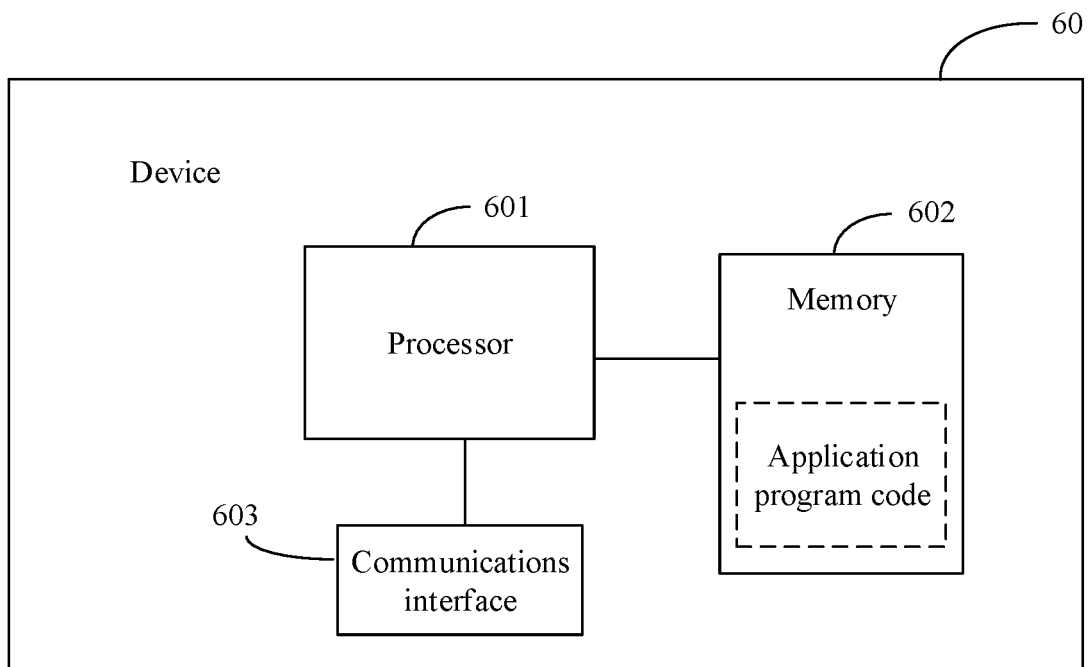 60
Device
601
602
Processor
Memory
Application
program code
603
Communications
interface